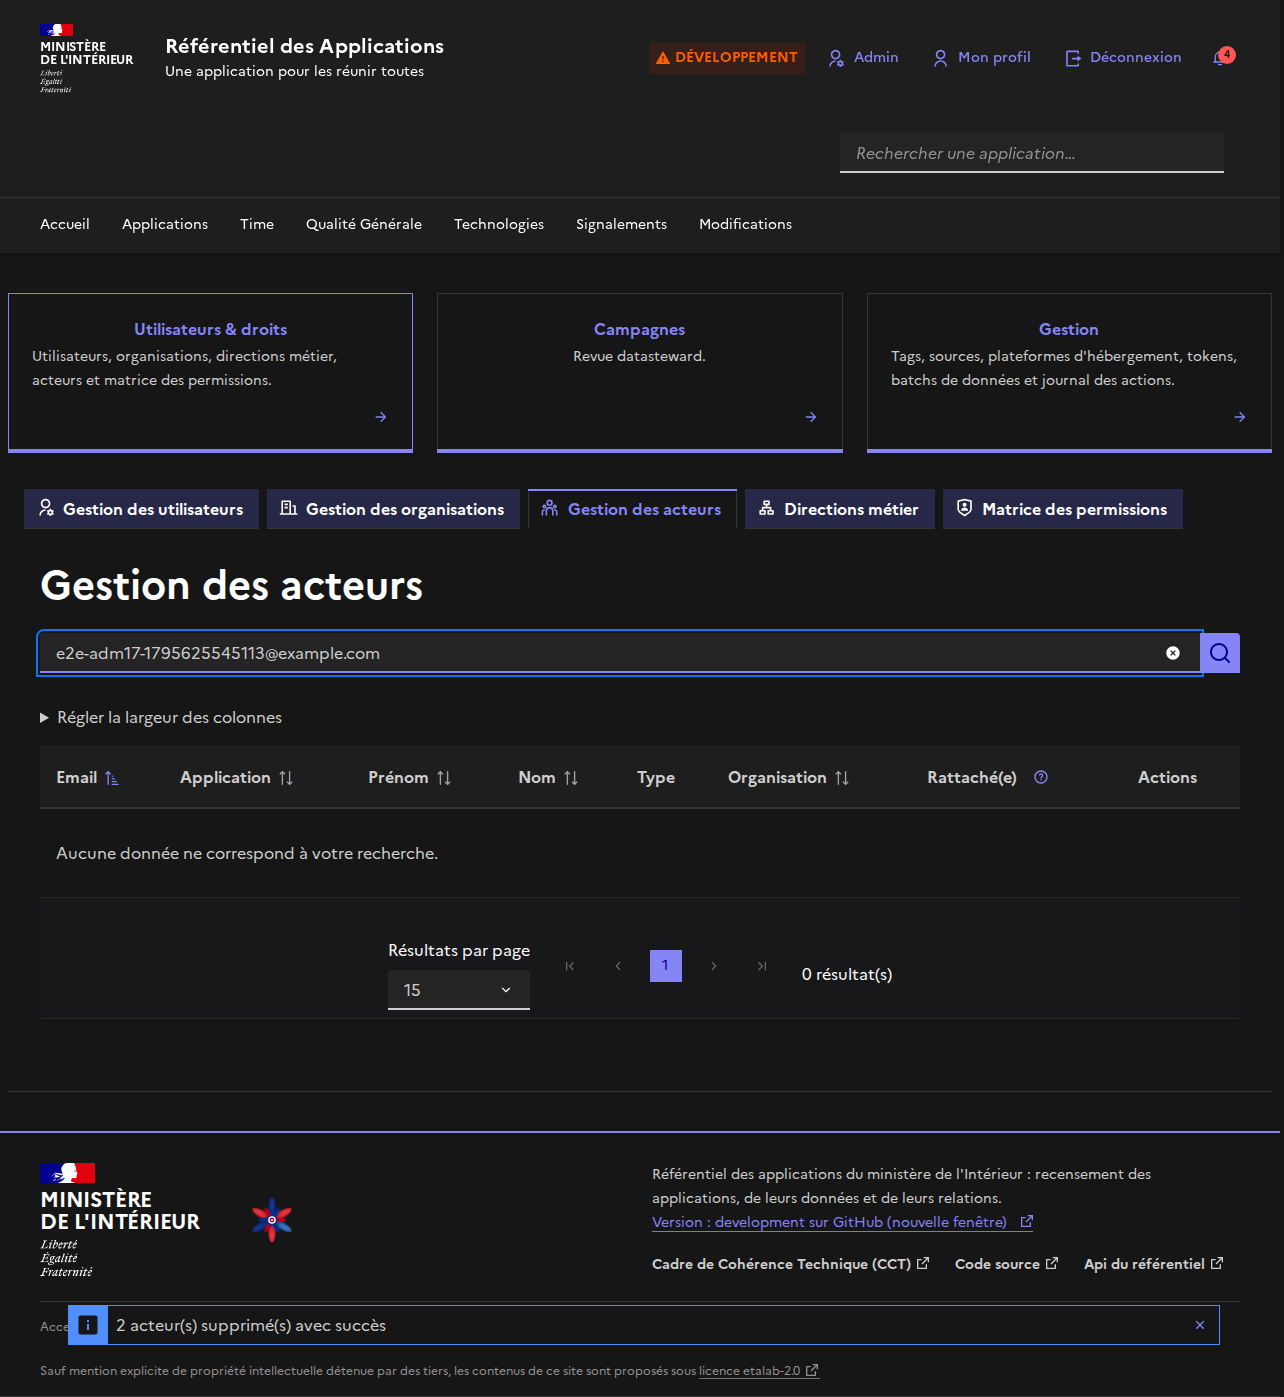 MINISTÈRE
DE L'INTÉRIEUR
Liberté
Égalité
Fraternité
Référentiel des Applications
Une application pour les réunir toutes
DÉVELOPPEMENT
Admin
Mon profil
Déconnexion
4
Rechercher une application...
Accueil
Applications
Time
Qualité Générale
Technologies
Signalements
Modifications
Utilisateurs & droits
Utilisateurs, organisations, directions métier,
acteurs et matrice des permissions.
Campagnes
Revue datasteward.
Gestion
Tags, sources, plateformes d'hébergement, tokens,
batchs de données et journal des actions.
Gestion des utilisateurs
Gestion des organisations
Gestion des acteurs
Directions métier
Matrice des permissions
Gestion des acteurs
e2e-adm17-1795625545113@example.com
Régler la largeur des colonnes
Email
Application
Prénom
Nom
Type
Organisation
Rattaché(e)
Actions
Aucune donnée ne correspond à votre recherche.
Résultats par page
15
1
0 résultat(s)
MINISTÈRE
DE L'INTÉRIEUR
Liberté
Égalité
Fraternité
Référentiel des applications du ministère de l'Intérieur : recensement des
applications, de leurs données et de leurs relations.
Version : development sur GitHub (nouvelle fenêtre)
Cadre de Cohérence Technique (CCT)
Code source
Api du référentiel
Acce
2 acteur(s) supprimé(s) avec succès
Sauf mention explicite de propriété intellectuelle détenue par des tiers, les contenus de ce site sont proposés sous licence etalab-2.0